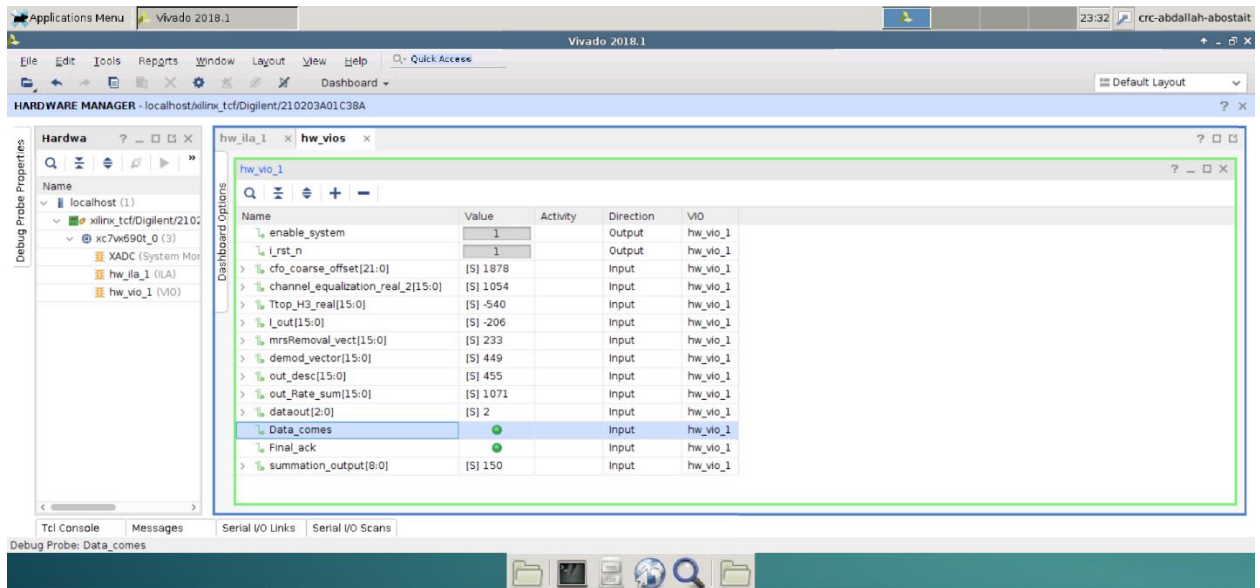 Applications Menu Vivado 2018.1 23:32 crc-abdallah-abostait
Vivado 2018.1
File Edit Tools Reports Window Layout View Help Quick Access
Dashboard Default Layout
HARDWARE MANAGER - localhost/xilinx_tcf/Digilent/210203A01C38A
Debug Probe Properties
Hardwa
Name
localhost (1)
xilinx_tcf/Digilent/2102
xc7vx690t_0 (3)
XADC (System Mor
hw_ila_1 (ILA)
hw_vio_1 (VIO)
hw_ila_1 hw_vios
Dashboard Options
hw_vio_1
Name Value Activity Direction VIO
enable_system 1 Output hw_vio_1
i_rst_n 1 Output hw_vio_1
cfo_coarse_offset[21:0] [S] 1878 Input hw_vio_1
channel_equalization_real_2[15:0] [S] 1054 Input hw_vio_1
Ttop_H3_real[15:0] [S] -540 Input hw_vio_1
I_out[15:0] [S] -206 Input hw_vio_1
mrsRemoval_vect[15:0] [S] 233 Input hw_vio_1
demod_vector[15:0] [S] 449 Input hw_vio_1
out_desc[15:0] [S] 455 Input hw_vio_1
out_Rate_sum[15:0] [S] 1071 Input hw_vio_1
dataout[2:0] [S] 2 Input hw_vio_1
Data_comes Input hw_vio_1
Final_ack Input hw_vio_1
summation_output[8:0] [S] 150 Input hw_vio_1
Tcl Console Messages Serial I/O Links Serial I/O Scans
Debug Probe: Data_comes